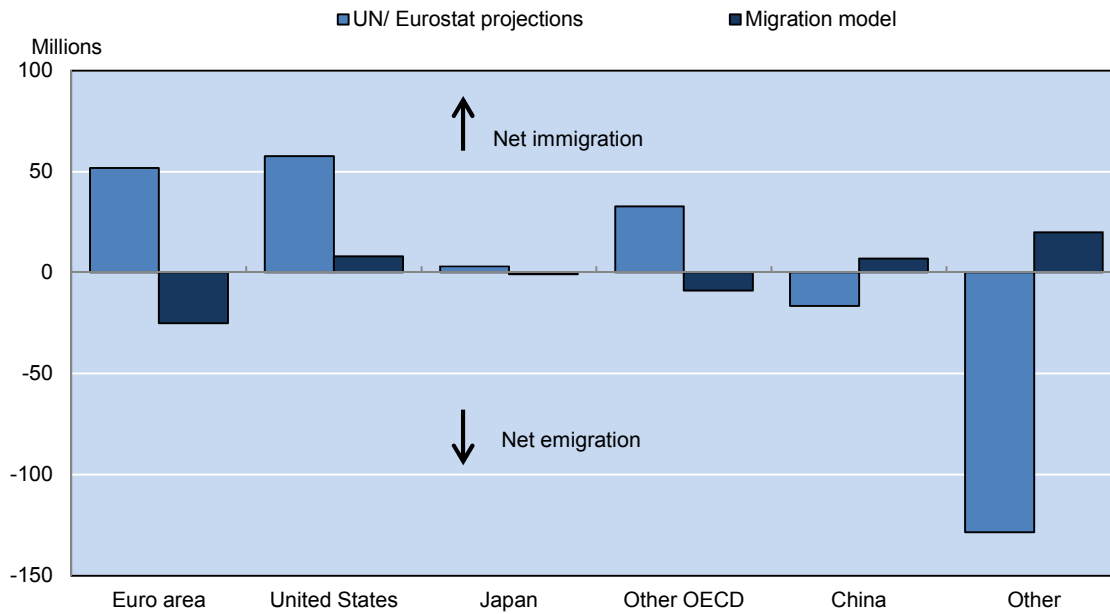 UN/ Eurostat projections
Migration model
Millions
100
Net immigration
50
0
-50
Net emigration
-100
-150
Euro area
United States
Japan
Other OECD
China
Other